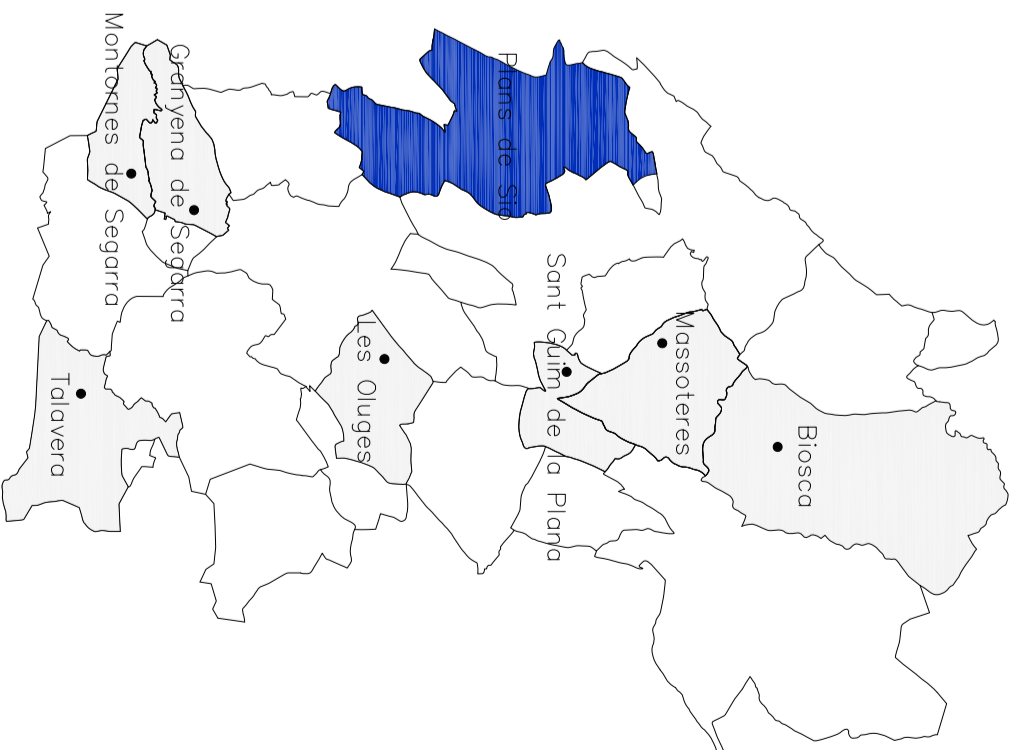 Biosca
Massoteres
Sant Guim de la Plana
Plans de Sio
Les Oluges
Granyena de Segarra
Montornes de Segarra
Talavera